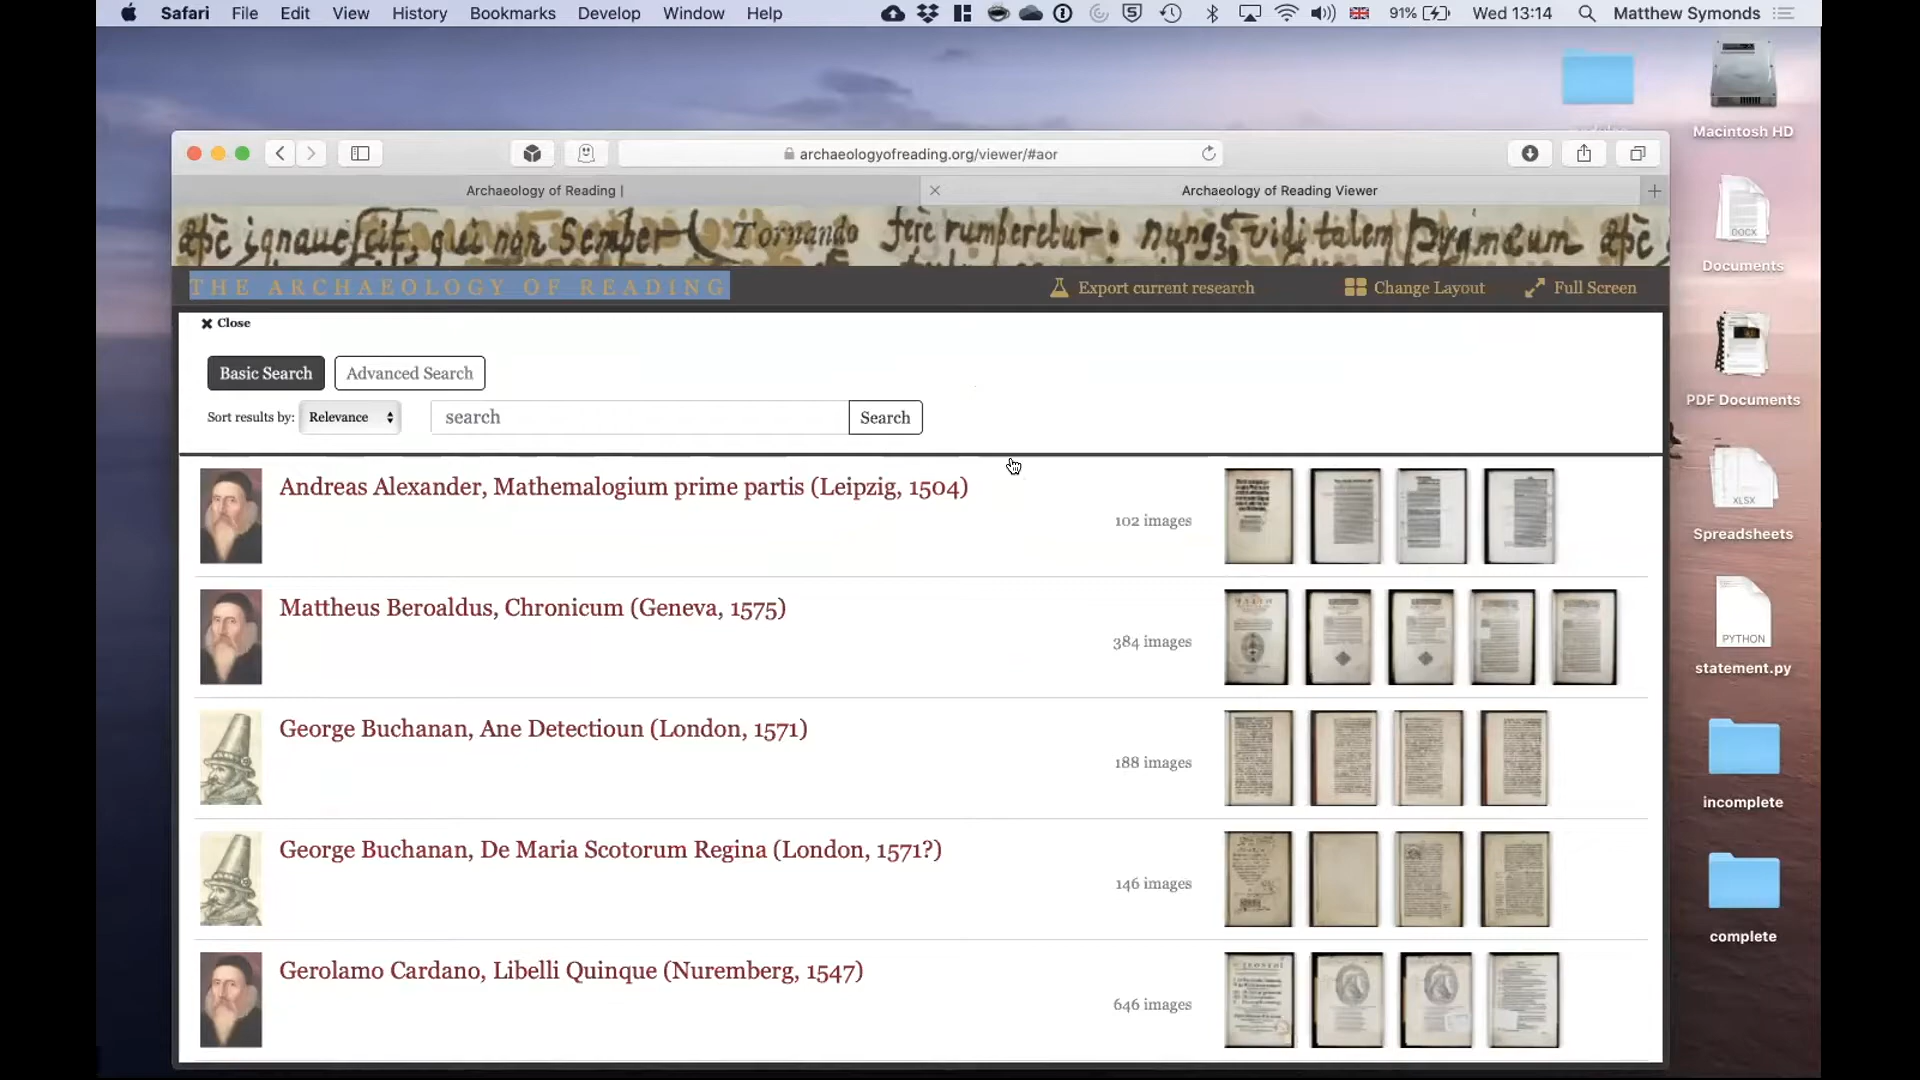 Safari File Edit View History Bookmarks Develop Window Help 91% Wed 13:14 Matthew Symonds
Macintosh HD
archaeologyofreading.org/viewer/#aor
Archaeology of Reading |
Archaeology of Reading Viewer
Tornando
THE ARCHAEOLOGY OF READING
Export current research
Change Layout
Full Screen
Close
Basic Search
Advanced Search
Sort results by:
Relevance
search
Search
Andreas Alexander, Mathemalogium prime partis (Leipzig, 1504)
102 images
Mattheus Beroaldus, Chronicum (Geneva, 1575)
384 images
George Buchanan, Ane Detectioun (London, 1571)
188 images
George Buchanan, De Maria Scotorum Regina (London, 1571?)
146 images
Gerolamo Cardano, Libelli Quinque (Nuremberg, 1547)
646 images
DOCX
Documents
PDF Documents
XLSX
Spreadsheets
PYTHON
statement.py
incomplete
complete